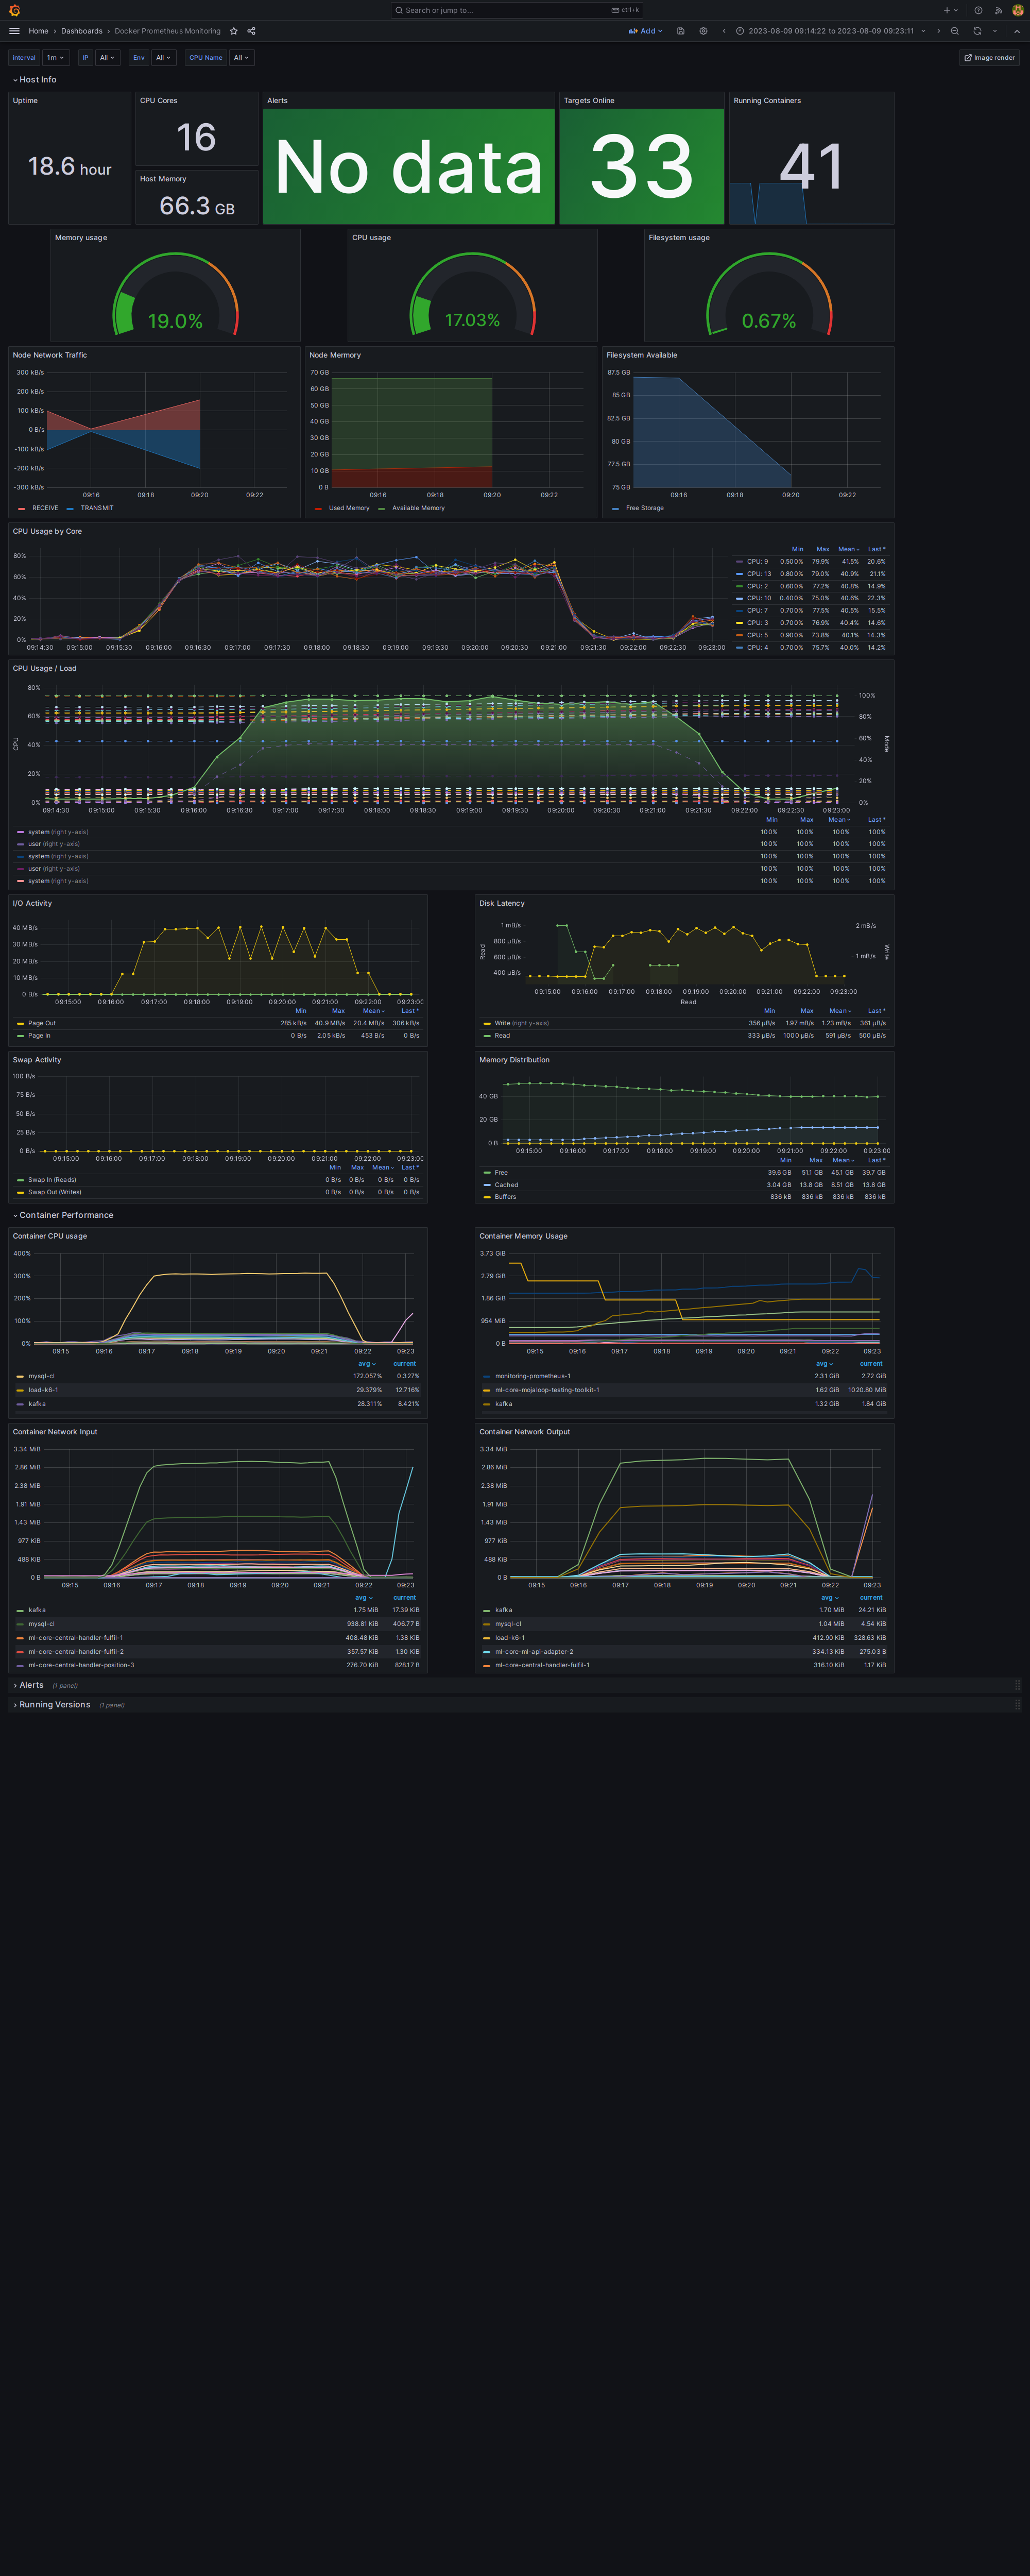 Search or jump to... ctrl+k
Home › Dashboards › Docker Prometheus Monitoring Add 2023-08-09 09:14:22 to 2023-08-09 09:23:11
Interval 1m IP All Env All CPU Name All Image render
Host Info
Uptime CPU Cores Alerts Targets Online Running Containers
18.6 hour 16 No data 33 41
Host Memory
66.3 GB
Memory usage CPU usage Filesystem usage
19.0% 17.03% 0.67%
Node Network Traffic Node Mermory Filesystem Available
300 kB/s
200 kB/s
100 kB/s
0 B/s
-100 kB/s
-200 kB/s
-300 kB/s
09:16 09:18 09:20 09:22
RECEIVE TRANSMIT
70 GB
60 GB
50 GB
40 GB
30 GB
20 GB
10 GB
0 B
09:16 09:18 09:20 09:22
Used Memory Available Memory
87.5 GB
85 GB
82.5 GB
80 GB
77.5 GB
75 GB
09:16 09:18 09:20 09:22
Free Storage
CPU Usage by Core
80%
60%
40%
20%
0%
09:14:30 09:15:00 09:15:30 09:16:00 09:16:30 09:17:00 09:17:30 09:18:00 09:18:30 09:19:00 09:19:30 09:20:00 09:20:30 09:21:00 09:21:30 09:22:00 09:22:30 09:23:00
Min Max Mean Last *
CPU: 9 0.500% 79.9% 41.5% 20.6%
CPU: 13 0.800% 79.0% 40.9% 21.1%
CPU: 2 0.600% 77.2% 40.8% 14.9%
CPU: 10 0.400% 75.0% 40.6% 22.3%
CPU: 7 0.700% 77.5% 40.5% 15.5%
CPU: 3 0.700% 76.9% 40.4% 14.6%
CPU: 5 0.900% 73.8% 40.1% 14.3%
CPU: 4 0.700% 75.7% 40.0% 14.2%
CPU Usage / Load
80%
60%
40%
20%
0%
CPU
100%
80%
60%
40%
20%
0%
Mode
09:14:30 09:15:00 09:15:30 09:16:00 09:16:30 09:17:00 09:17:30 09:18:00 09:18:30 09:19:00 09:19:30 09:20:00 09:20:30 09:21:00 09:21:30 09:22:00 09:22:30 09:23:00
Min Max Mean Last *
system (right y-axis) 100% 100% 100% 100%
user (right y-axis) 100% 100% 100% 100%
system (right y-axis) 100% 100% 100% 100%
user (right y-axis) 100% 100% 100% 100%
system (right y-axis) 100% 100% 100% 100%
I/O Activity
40 MB/s
30 MB/s
20 MB/s
10 MB/s
0 B/s
09:15:00 09:16:00 09:17:00 09:18:00 09:19:00 09:20:00 09:21:00 09:22:00 09:23:00
Min Max Mean Last *
Page Out 285 kB/s 40.9 MB/s 20.4 MB/s 306 kB/s
Page In 0 B/s 2.05 kB/s 453 B/s 0 B/s
Disk Latency
1 mB/s
800 µB/s
600 µB/s
400 µB/s
Read
2 mB/s
1 mB/s
Write
09:15:00 09:16:00 09:17:00 09:18:00 09:19:00 09:20:00 09:21:00 09:22:00 09:23:00
Read
Min Max Mean Last *
Write (right y-axis) 356 µB/s 1.97 mB/s 1.23 mB/s 361 µB/s
Read 333 µB/s 1000 µB/s 591 µB/s 500 µB/s
Swap Activity
100 B/s
75 B/s
50 B/s
25 B/s
0 B/s
09:15:00 09:16:00 09:17:00 09:18:00 09:19:00 09:20:00 09:21:00 09:22:00 09:23:00
Min Max Mean Last *
Swap In (Reads) 0 B/s 0 B/s 0 B/s 0 B/s
Swap Out (Writes) 0 B/s 0 B/s 0 B/s 0 B/s
Memory Distribution
40 GB
20 GB
0 B
09:15:00 09:16:00 09:17:00 09:18:00 09:19:00 09:20:00 09:21:00 09:22:00 09:23:00
Min Max Mean Last *
Free 39.6 GB 51.1 GB 45.1 GB 39.7 GB
Cached 3.04 GB 13.8 GB 8.51 GB 13.8 GB
Buffers 836 kB 836 kB 836 kB 836 kB
Container Performance
Container CPU usage
400%
300%
200%
100%
0%
09:15 09:16 09:17 09:18 09:19 09:20 09:21 09:22 09:23
avg current
mysql-cl 172.057% 0.327%
load-k6-1 29.379% 12.716%
kafka 28.311% 8.421%
Container Memory Usage
3.73 GiB
2.79 GiB
1.86 GiB
954 MiB
0 B
09:15 09:16 09:17 09:18 09:19 09:20 09:21 09:22 09:23
avg current
monitoring-prometheus-1 2.31 GiB 2.72 GiB
ml-core-mojaloop-testing-toolkit-1 1.62 GiB 1020.80 MiB
kafka 1.32 GiB 1.84 GiB
Container Network Input
3.34 MiB
2.86 MiB
2.38 MiB
1.91 MiB
1.43 MiB
977 KiB
488 KiB
0 B
09:15 09:16 09:17 09:18 09:19 09:20 09:21 09:22 09:23
avg current
kafka 1.75 MiB 17.39 KiB
mysql-cl 938.81 KiB 406.77 B
ml-core-central-handler-fulfil-1 408.48 KiB 1.38 KiB
ml-core-central-handler-fulfil-2 357.57 KiB 1.30 KiB
ml-core-central-handler-position-3 276.70 KiB 828.17 B
Container Network Output
3.34 MiB
2.86 MiB
2.38 MiB
1.91 MiB
1.43 MiB
977 KiB
488 KiB
0 B
09:15 09:16 09:17 09:18 09:19 09:20 09:21 09:22 09:23
avg current
kafka 1.70 MiB 24.21 KiB
mysql-cl 1.04 MiB 4.54 KiB
load-k6-1 412.90 KiB 328.63 KiB
ml-core-ml-api-adapter-2 334.13 KiB 275.03 B
ml-core-central-handler-fulfil-1 316.10 KiB 1.17 KiB
Alerts (1 panel)
Running Versions (1 panel)